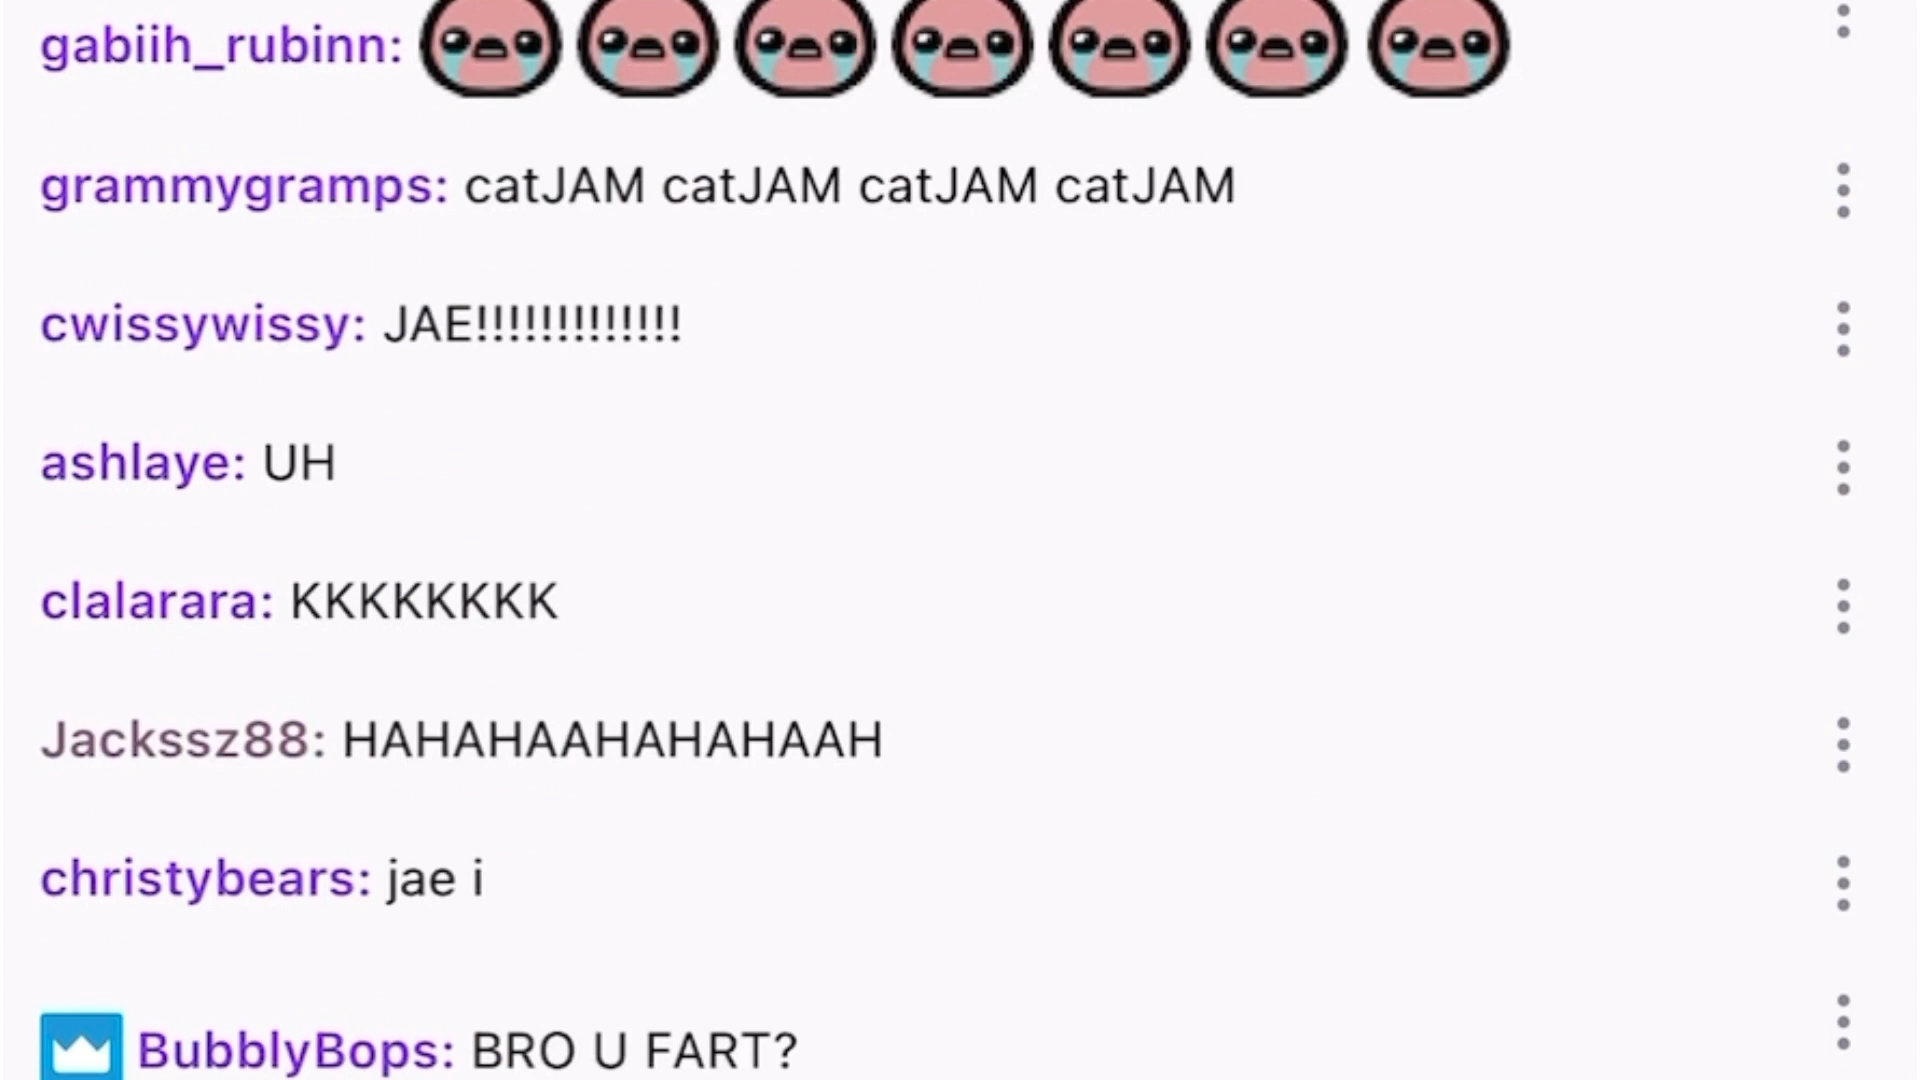 gabiih_rubinn:
grammygramps: catJAM catJAM catJAM catJAM
cwissywissy: JAE!!!!!!!!!!!!!
ashlaye: UH
clalarara: KKKKKKKK
Jackssz88: HAHAHAAHAHAHAAH
christybears: jae i
BubblyBops: BRO U FART?